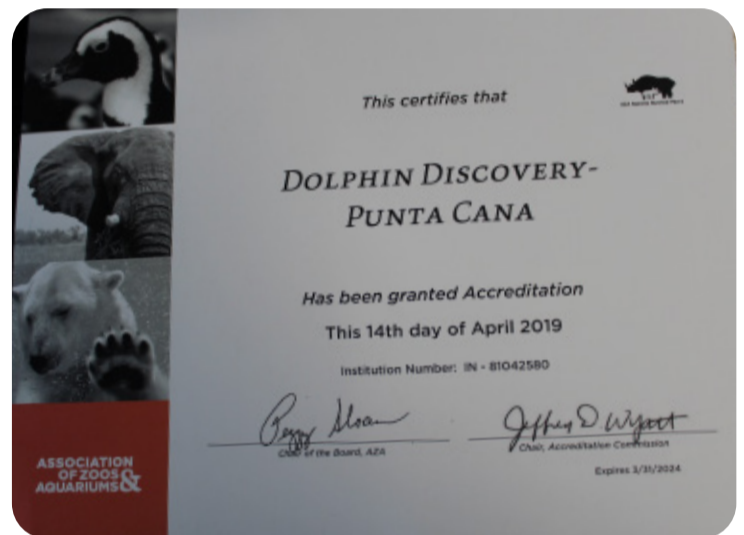 This certifies that
DOLPHIN DISCOVERY-
PUNTA CANA
Has been granted Accreditation
This 14th day of April 2019
Institution Number: IN - 81042580
Peggy Sloan
Chair of the Board, AZA
Jeffrey D Wyatt
Chair, Accreditation Commission
Expires 3/31/2024
ASSOCIATION
OF ZOOS &
AQUARIUMS